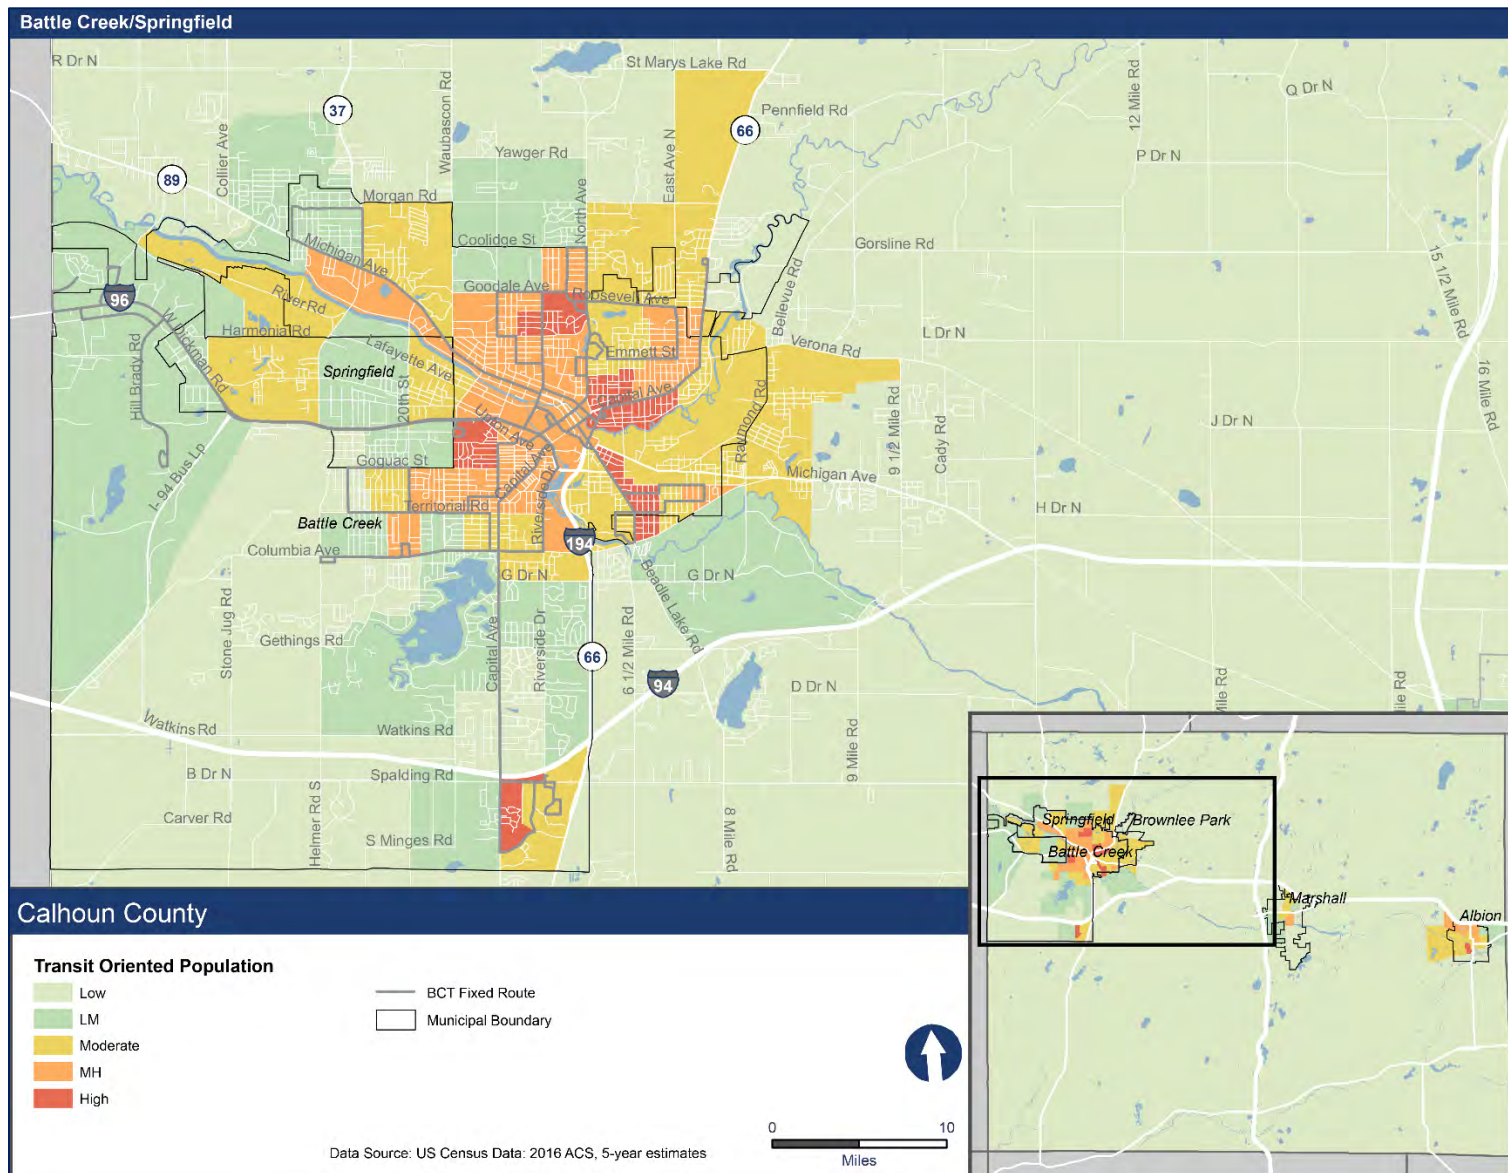 Battle Creek/Springfield
R Dr N
St Marys Lake Rd
Q Dr N
12 Mile Rd
Waubascon Rd
37
Pennfield Rd
66
Collier Ave
Yawger Rd
East Ave N
P Dr N
89
Morgan Rd
North Ave
Coolidge St
Gorsline Rd
Michigan Ave
15 1/2 Mile Rd
Bellevue Rd
96
River Rd
Goodale Ave
Roosevelt Ave
W Dickman Rd
Harmonia Rd
L Dr N
Verona Rd
Emmett St
Lafayette Ave
Hill Brady Rd
Springfield
20th St
Capital Ave
16 Mile Rd
Upton Ave
Raymond Rd
9 1/2 Mile Rd
Cady Rd
J Dr N
Goguac St
Capital Ave
Michigan Ave
I- 94 Bus Lp
Riverside Dr
Territorial Rd
H Dr N
Battle Creek
Columbia Ave
194
G Dr N
G Dr N
Beadle Lake Rd
Stone Jug Rd
Gethings Rd
Capital Ave
Riverside Dr
6 1/2 Mile Rd
66
94
D Dr N
Mile Rd
Mile Rd
Watkins Rd
Watkins Rd
9 Mile Rd
B Dr N
Spalding Rd
Carver Rd
Helmer Rd S
S Minges Rd
8 Mile Rd
Springfield
Brownlee Park
Battle Creek
Marshall
Albion
Calhoun County
Transit Oriented Population
Low
LM
Moderate
MH
High
BCT Fixed Route
Municipal Boundary
0 10
Miles
Data Source: US Census Data: 2016 ACS, 5-year estimates